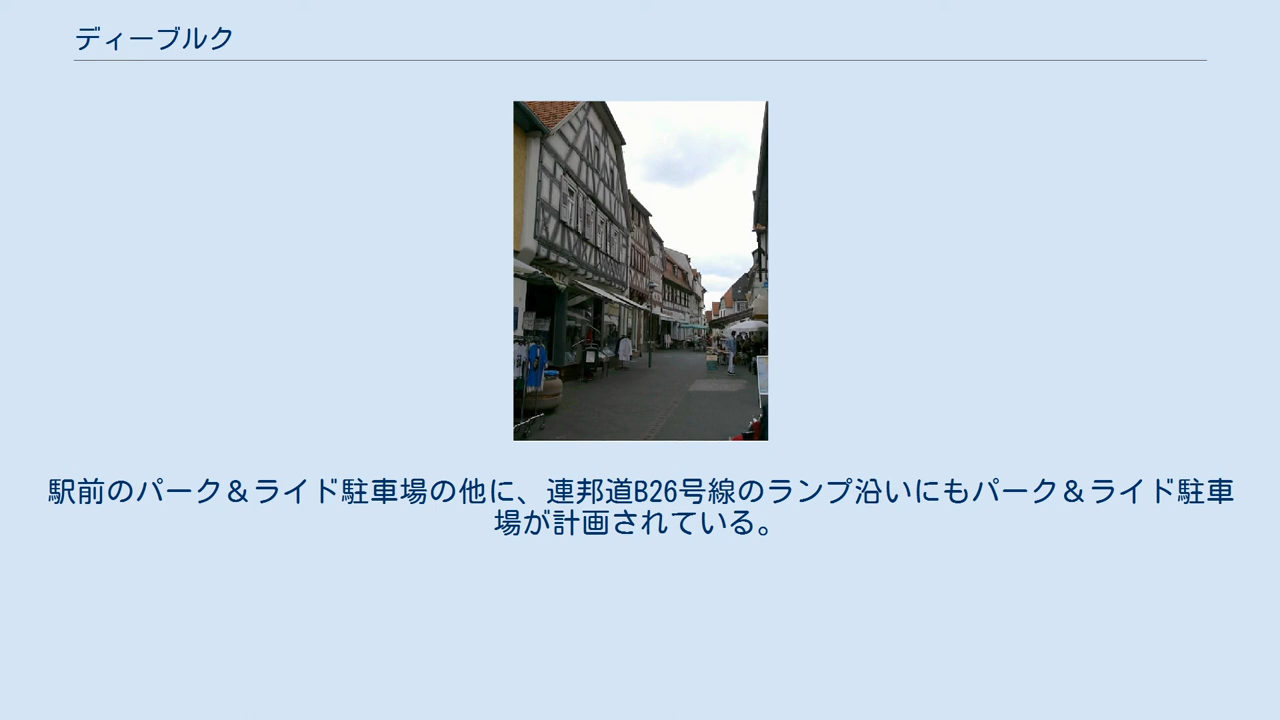 ディーブルク
駅前のパーク＆ライド駐車場の他に、連邦道B26号線のランプ沿いにもパーク＆ライド駐車
場が計画されている。